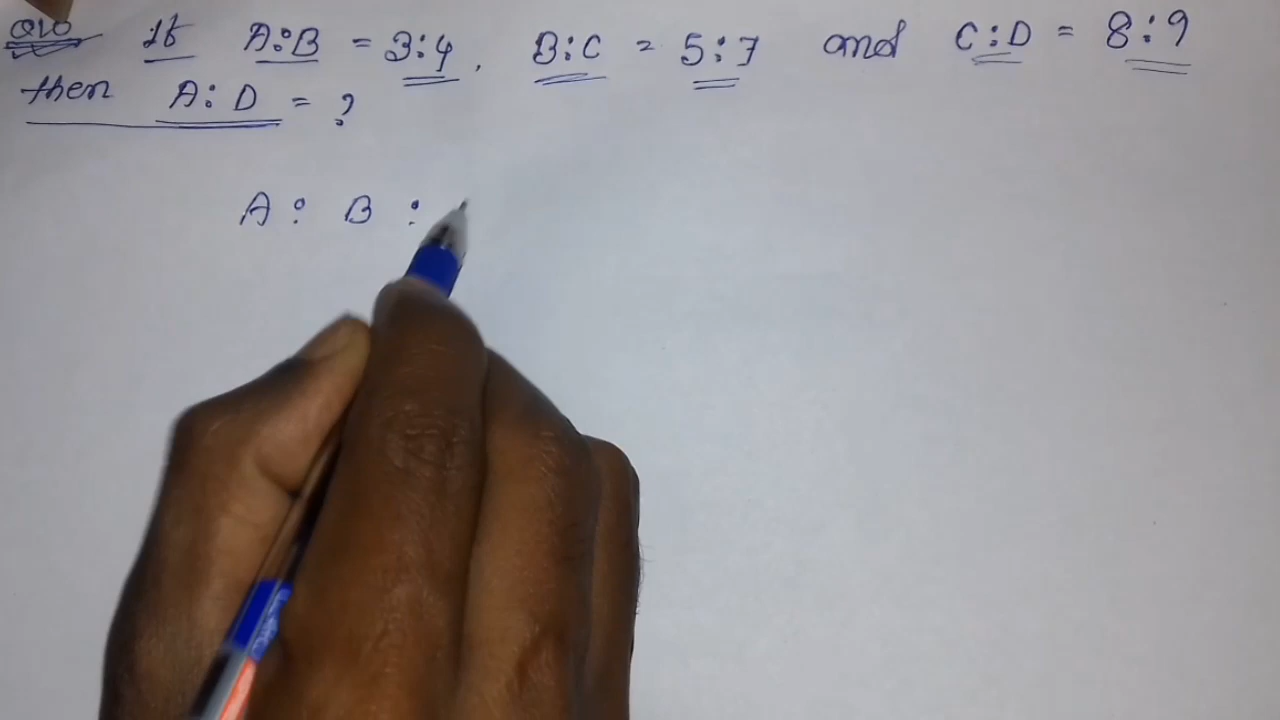 Q10 If A:B = 3:4, B:C = 5:7 and C:D = 8:9
then A:D = ?
A : B :